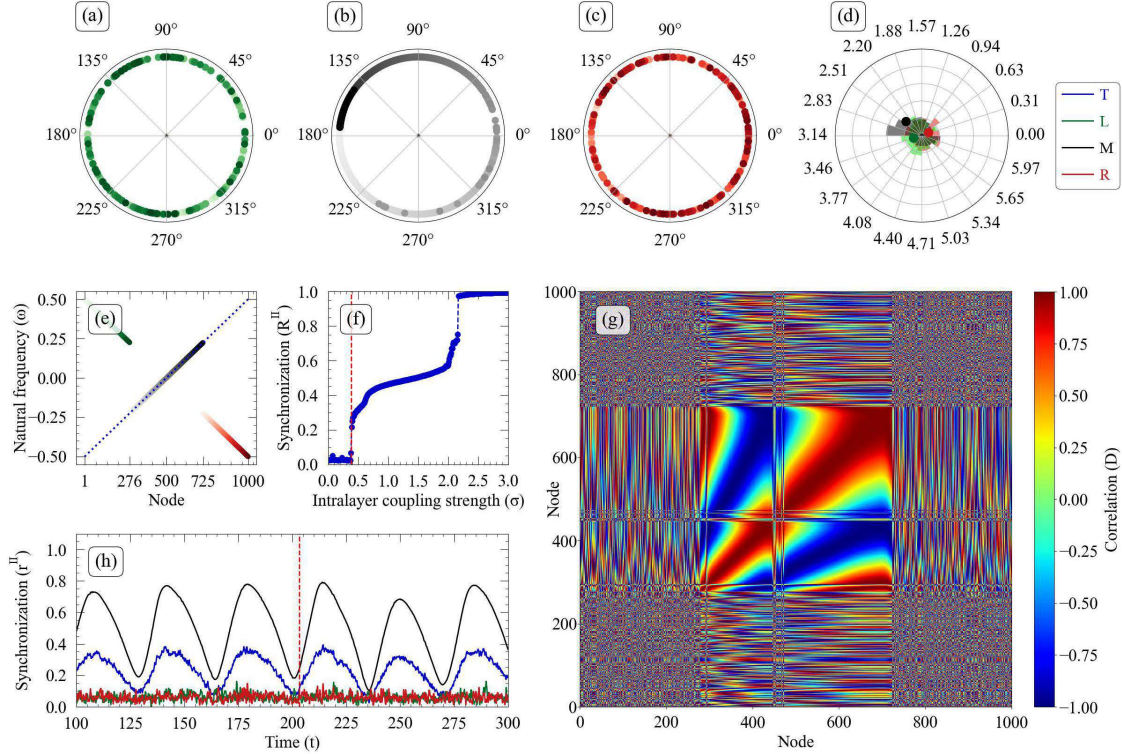 (a)
90°
135°
45°
180°
0°
225°
315°
270°
(b)
90°
135°
45°
180°
0°
225°
315°
270°
(c)
90°
135°
45°
180°
0°
225°
315°
270°
(d)
1.88 1.57 1.26
2.20 0.94
2.51 0.63
2.83 0.31
3.14 0.00
3.46 5.97
3.77 5.65
4.08 5.34
4.40 4.71 5.03
T
L
M
R
(e)
Natural frequency (ω)
0.50
0.25
0.00
−0.25
−0.50
1 276 500 725 1000
Node
(f)
Synchronization (R^II)
1.0
0.8
0.6
0.4
0.2
0.0
0.0 0.5 1.0 1.5 2.0 2.5 3.0
Intralayer coupling strength (σ)
(g)
Node
1000
800
600
400
200
0
0 200 400 600 800 1000
Node
1.00
0.75
0.50
0.25
0.00
−0.25
−0.50
−0.75
−1.00
Correlation (D)
(h)
Synchronization (r^II)
1.0
0.8
0.6
0.4
0.2
0.0
100 125 150 175 200 225 250 275 300
Time (t)